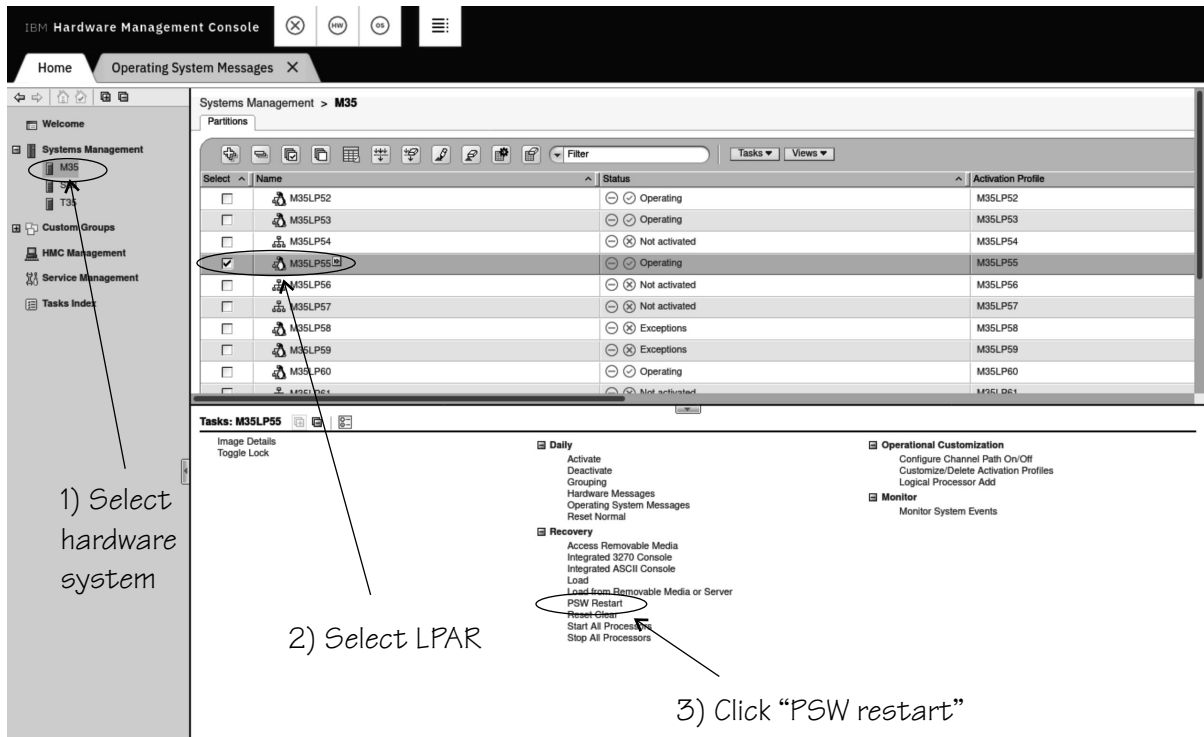 IBM Hardware Management Console
HW
OS
Home
Operating System Messages X
Welcome
Systems Management
M35
T35
Custom Groups
HMC Management
Service Management
Tasks Index
Systems Management > M35
Partitions
Filter
Tasks
Views
Select Name Status Activation Profile
M35LP52 Operating M35LP52
M35LP53 Operating M35LP53
M35LP54 Not activated M35LP54
M35LP55 Operating M35LP55
M35LP56 Not activated M35LP56
M35LP57 Not activated M35LP57
M35LP58 Exceptions M35LP58
M35LP59 Exceptions M35LP59
M35LP60 Operating M35LP60
M35LP61 Not activated M35LP61
Tasks: M35LP55
Image Details
Toggle Lock
Daily
Activate
Deactivate
Grouping
Hardware Messages
Operating System Messages
Reset Normal
Recovery
Access Removable Media
Integrated 3270 Console
Integrated ASCII Console
Load
Load from Removable Media or Server
PSW Restart
Reset Clear
Start All Processors
Stop All Processors
Operational Customization
Configure Channel Path On/Off
Customize/Delete Activation Profiles
Logical Processor Add
Monitor
Monitor System Events
1) Select
hardware
system
2) Select LPAR
3) Click “PSW restart”